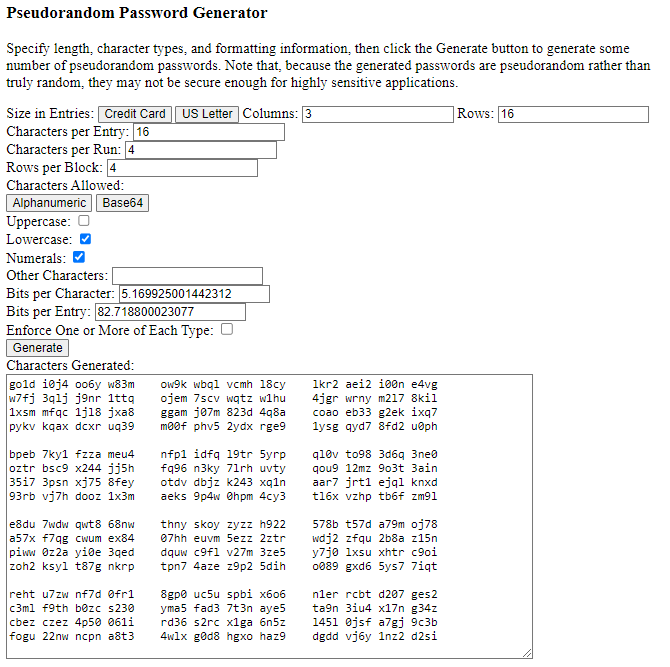 Pseudorandom Password Generator
Specify length, character types, and formatting information, then click the Generate button to generate some
number of pseudorandom passwords. Note that, because the generated passwords are pseudorandom rather than
truly random, they may not be secure enough for highly sensitive applications.
Size in Entries: Credit Card US Letter Columns: 3 Rows: 16
Characters per Entry: 16
Characters per Run: 4
Rows per Block: 4
Characters Allowed:
Alphanumeric Base64
Uppercase:
Lowercase:
Numerals:
Other Characters:
Bits per Character: 5.169925001442312
Bits per Entry: 82.718800023077
Enforce One or More of Each Type:
Generate
Characters Generated:
go1d i0j4 oo6y w83m ow9k wbql vcmh l8cy lkr2 aei2 i00n e4vg
w7fj 3qlj j9nr 1ttq ojem 7scv wqtz w1hu 4jgr wrny m217 8kil
1xsm mfqc 1jl8 jxa8 ggam j07m 823d 4q8a coao eb33 g2ek ixq7
pykv kqax dcxr uq39 m00f phv5 2ydx rge9 1ysg qyd7 8fd2 u0ph
bpeb 7ky1 fzza meu4 nfp1 idfq l9tr 5yrp ql0v to98 3d6q 3ne0
oztr bsc9 x244 jj5h fq96 n3ky 7lrh uvty qou9 12mz 9o3t 3ain
35i7 3psn xj75 8fey otdv dbjz k243 xq1n aar7 jrt1 ejql knxd
93rb vj7h dooz 1x3m aeks 9p4w 0hpm 4cy3 tl6x vzhp tb6f zm9l
e8du 7wdw qwt8 68nw thny skoy zyzz h922 578b t57d a79m oj78
a57x f7qg cwum ex84 07hh euvm 5ezz 2ztr wdj2 zfqu 2b8a z15n
piww 0z2a yi0e 3qed dquw c9fl v27m 3ze5 y7j0 lxsu xhtr c9oi
zoh2 ksyl t87g nkrp tpn7 4aze z9p2 5dih o089 gxd6 5ys7 7iqt
reht u7zw nf7d 0fr1 8gp0 uc5u spbi x6o6 n1er rcbt d207 ges2
c3ml f9th b0zc s230 yma5 fad3 7t3n aye5 ta9n 3iu4 x17n g34z
cbez czez 4p50 061i rd36 s2rc x1ga 6n5z 145l 0jsf a7gj 9c3b
fogu 22nw ncpn a8t3 4wlx g0d8 hgxo haz9 dgdd vj6y 1nz2 d2si